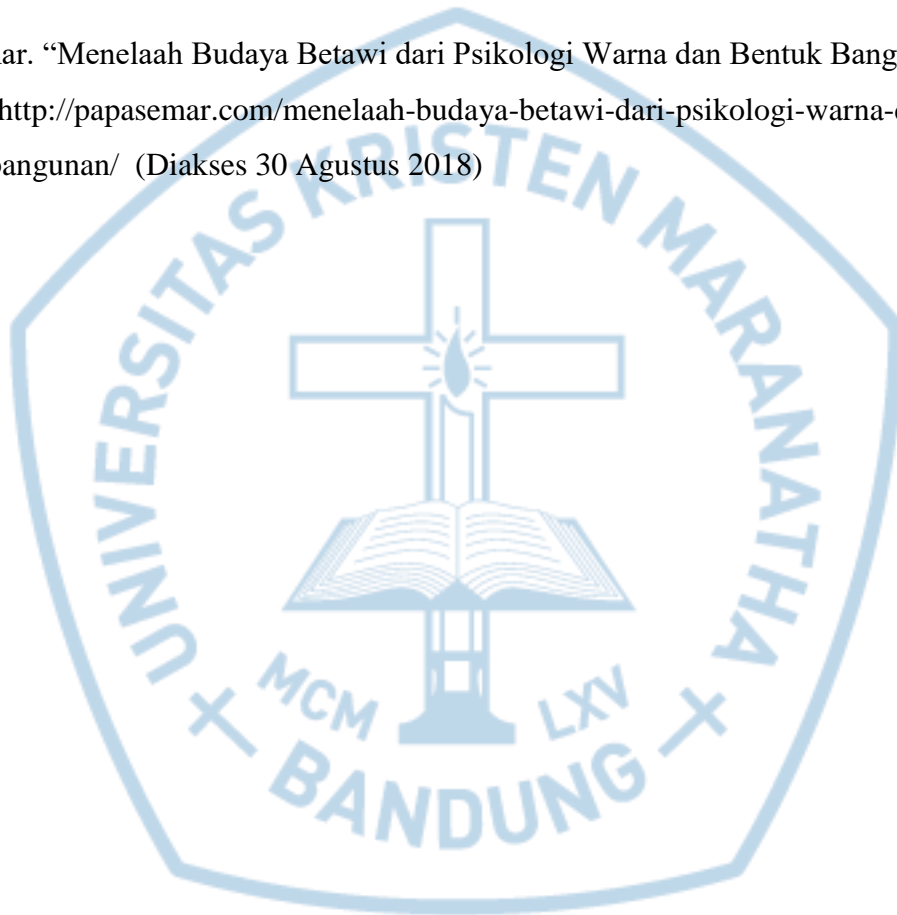 ar. “Menelaah Budaya Betawi dari Psikologi Warna dan Bentuk Bang
http://papasemar.com/menelaah-budaya-betawi-dari-psikologi-warna-
bangunan/ (Diakses 30 Agustus 2018)
UNIVERSITAS KRISTEN MARANATHA
MCM LXV
+ BANDUNG +